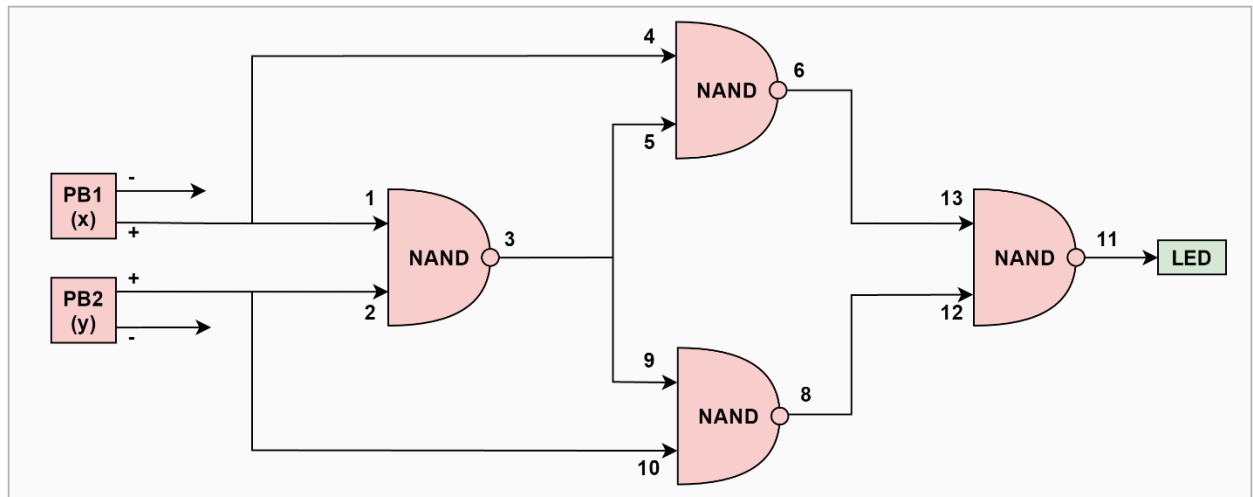 4
NAND
6
5
PB1
(x)
-
+
1
NAND
3
2
PB2
(y)
+
-
13
NAND
11
LED
12
9
NAND
8
10